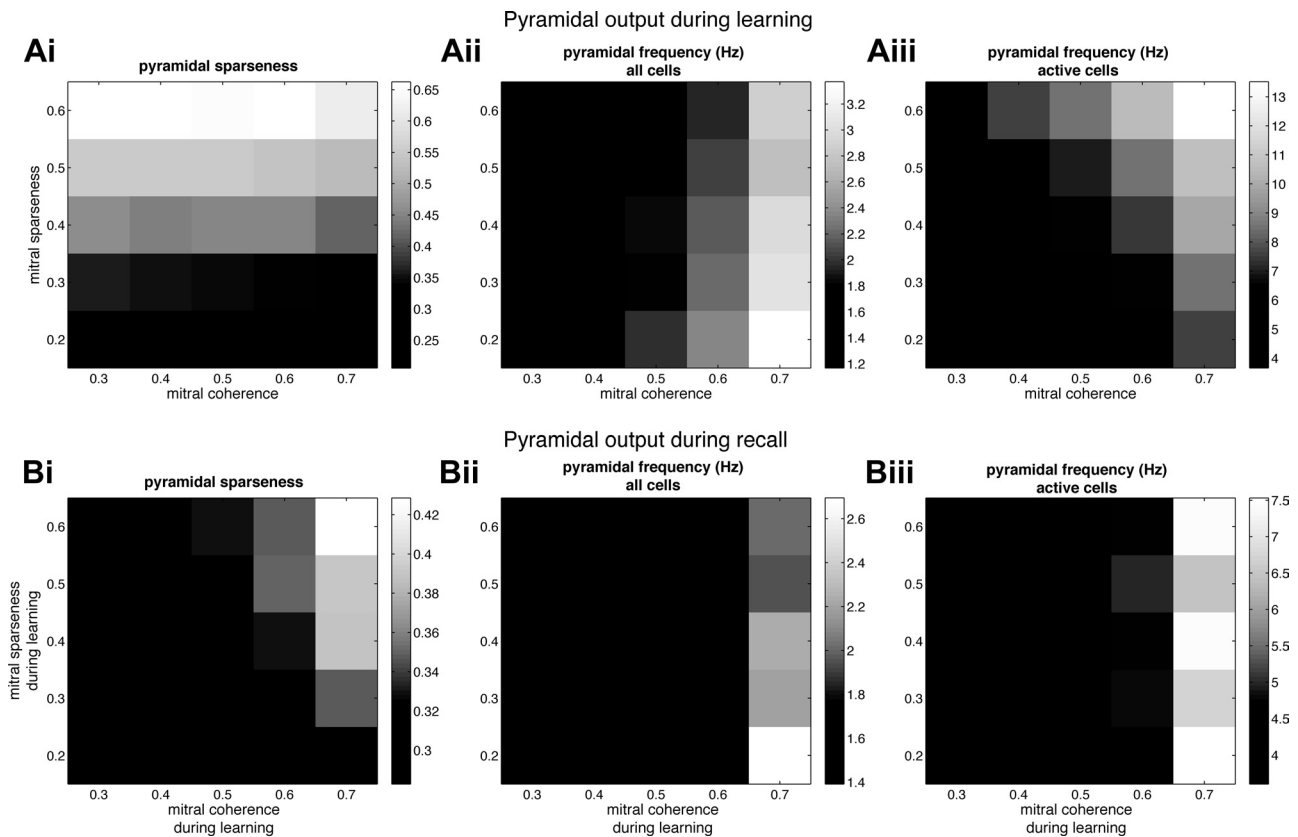 Pyramidal output during learning
Ai
pyramidal sparseness
mitral sparseness
0.6
0.5
0.4
0.3
0.2
0.3 0.4 0.5 0.6 0.7
mitral coherence
0.65
0.6
0.55
0.5
0.45
0.4
0.35
0.3
0.25
Aii
pyramidal frequency (Hz)
all cells
0.6
0.5
0.4
0.3
0.2
0.3 0.4 0.5 0.6 0.7
mitral coherence
3.2
3
2.8
2.6
2.4
2.2
2
1.8
1.6
1.4
1.2
Aiii
pyramidal frequency (Hz)
active cells
0.6
0.5
0.4
0.3
0.2
0.3 0.4 0.5 0.6 0.7
mitral coherence
13
12
11
10
9
8
7
6
5
4
Pyramidal output during recall
Bi
pyramidal sparseness
mitral sparseness
during learning
0.6
0.5
0.4
0.3
0.2
0.3 0.4 0.5 0.6 0.7
mitral coherence
during learning
0.42
0.4
0.38
0.36
0.34
0.32
0.3
Bii
pyramidal frequency (Hz)
all cells
0.6
0.5
0.4
0.3
0.2
0.3 0.4 0.5 0.6 0.7
mitral coherence
during learning
2.6
2.4
2.2
2
1.8
1.6
1.4
Biii
pyramidal frequency (Hz)
active cells
0.6
0.5
0.4
0.3
0.2
0.3 0.4 0.5 0.6 0.7
mitral coherence
during learning
7.5
7
6.5
6
5.5
5
4.5
4